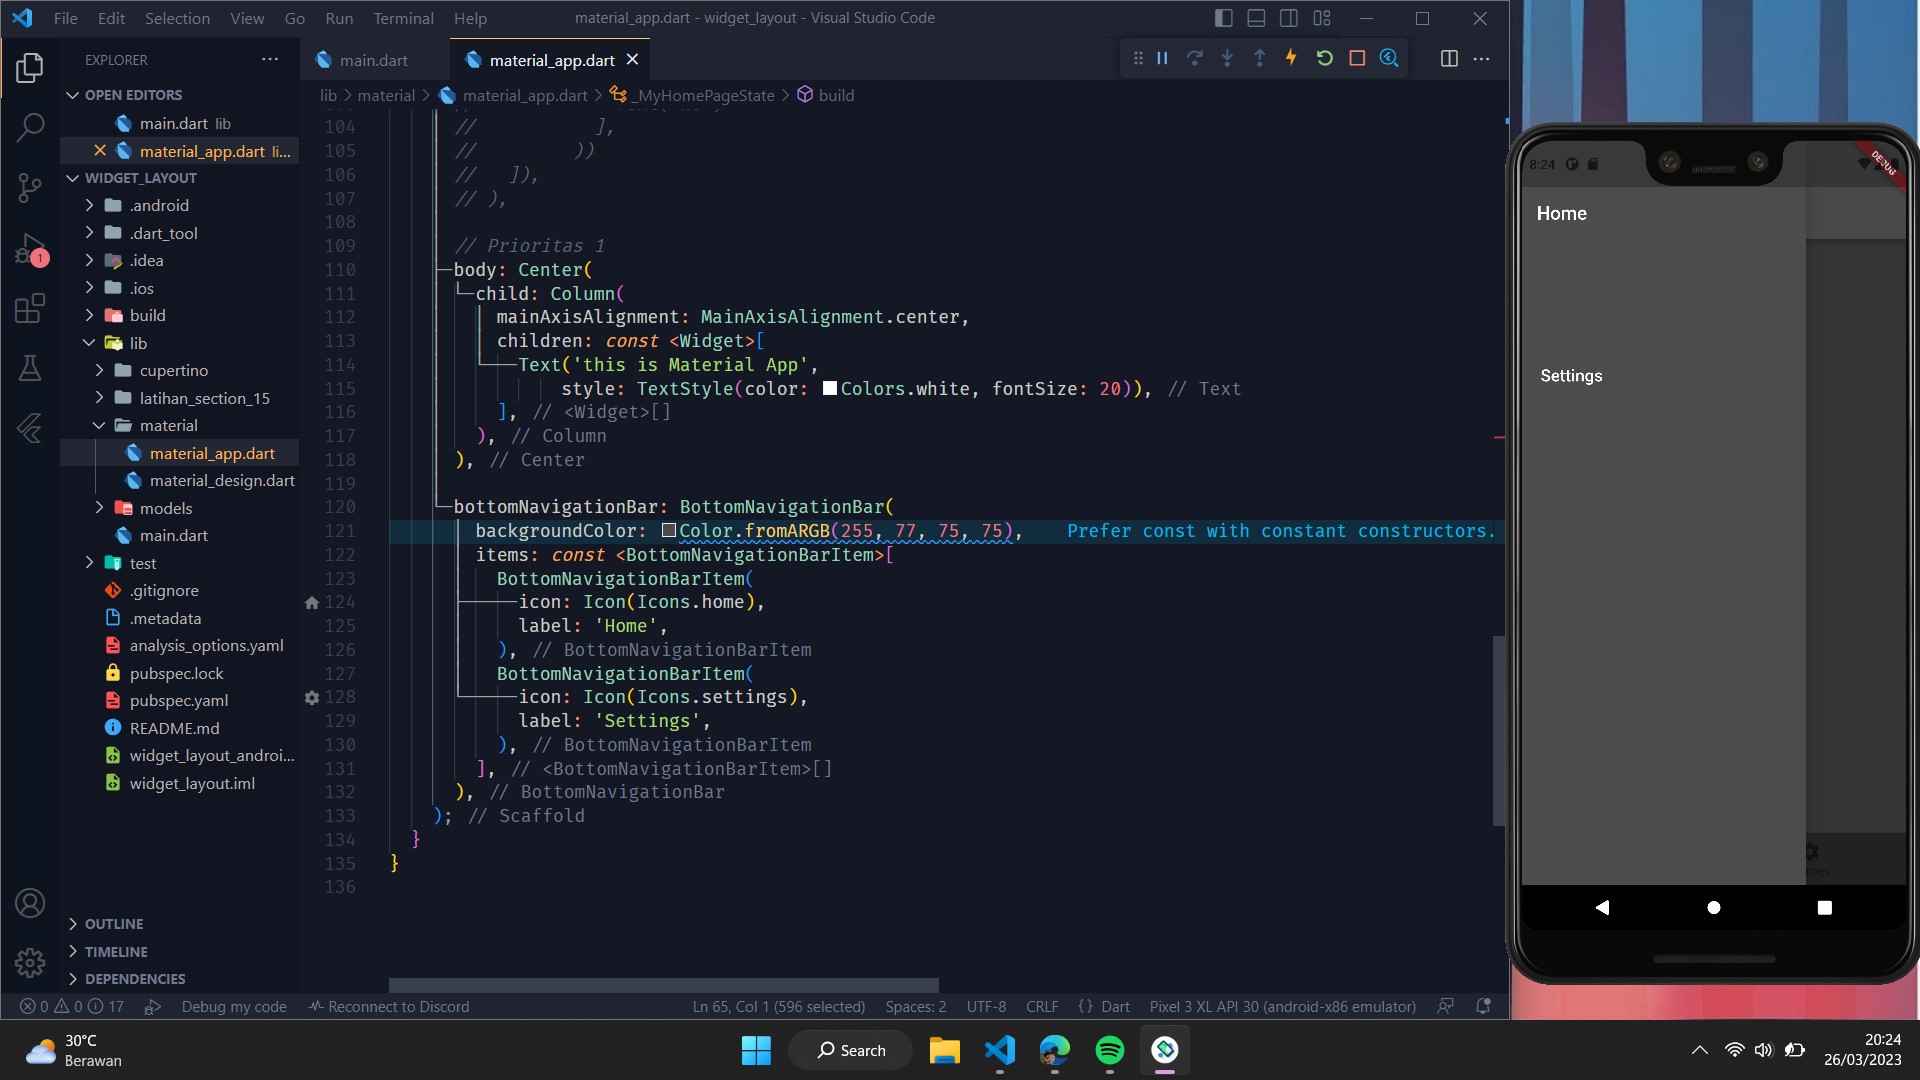 File Edit Selection View Go Run Terminal Help
material_app.dart - widget_layout - Visual Studio Code
EXPLORER
main.dart
material_app.dart
OPEN EDITORS
main.dart lib
material_app.dart li...
WIDGET_LAYOUT
.android
.dart_tool
.idea
.ios
build
lib
cupertino
latihan_section_15
material
material_app.dart
material_design.dart
models
main.dart
test
.gitignore
.metadata
analysis_options.yaml
pubspec.lock
pubspec.yaml
README.md
widget_layout_androi...
widget_layout.iml
OUTLINE
TIMELINE
DEPENDENCIES
1
lib > material > material_app.dart > _MyHomePageState > build
104 // ],
105 // ))
106 // ]),
107 // ),
108
109 // Prioritas 1
110 body: Center(
111 child: Column(
112 mainAxisAlignment: MainAxisAlignment.center,
113 children: const <Widget>[
114 Text('this is Material App',
115 style: TextStyle(color: Colors.white, fontSize: 20)), // Text
116 ], // <Widget>[]
117 ), // Column
118 ), // Center
119
120 bottomNavigationBar: BottomNavigationBar(
121 backgroundColor: Color.fromARGB(255, 77, 75, 75), Prefer const with constant constructors.
122 items: const <BottomNavigationBarItem>[
123 BottomNavigationBarItem(
124 icon: Icon(Icons.home),
125 label: 'Home',
126 ), // BottomNavigationBarItem
127 BottomNavigationBarItem(
128 icon: Icon(Icons.settings),
129 label: 'Settings',
130 ), // BottomNavigationBarItem
131 ], // <BottomNavigationBarItem>[]
132 ), // BottomNavigationBar
133 ); // Scaffold
134 }
135 }
136
8:24
DEBUG
Home
Settings
0 0 17 Debug my code Reconnect to Discord Ln 65, Col 1 (596 selected) Spaces: 2 UTF-8 CRLF {} Dart Pixel 3 XL API 30 (android-x86 emulator)
30°C
Berawan
Search
20:24
26/03/2023